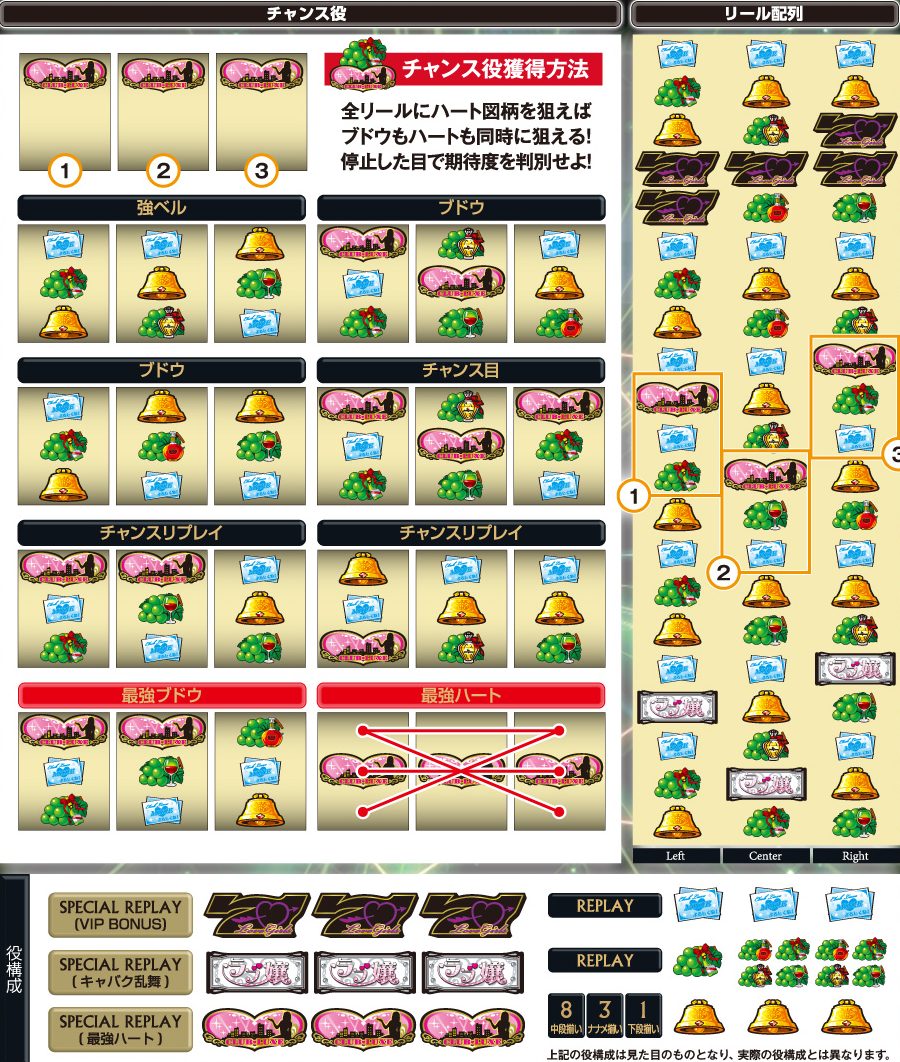 チャンス役
リール配列
チャンス役獲得方法
全リールにハート図柄を狙えば
ブドウもハートも同時に狙える!
停止した目で期待度を判別せよ!
1
2
3
強ベル
ブドウ
ブドウ
チャンス目
チャンスリプレイ
チャンスリプレイ
最強ブドウ
最強ハート
CLUB-LUXE
ラブ嬢
1
2
3
Left
Center
Right
役構成
SPECIAL REPLAY
(VIP BONUS)
SPECIAL REPLAY
(キャバク乱舞)
SPECIAL REPLAY
(最強ハート)
REPLAY
REPLAY
8
中段揃い
3
ナナメ揃い
1
下段揃い
上記の役構成は見た目のものとなり、実際の役構成とは異なります。